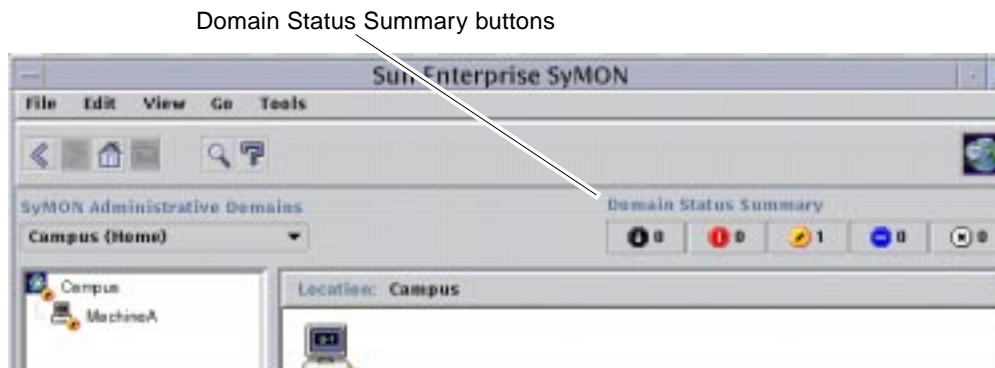 Domain Status Summary buttons
Sun Enterprise SyMON
File Edit View Go Tools
SyMON Administrative Domains
Domain Status Summary
Campus (Home)
0 0 1 0 0
Campus
MachineA
Location: Campus